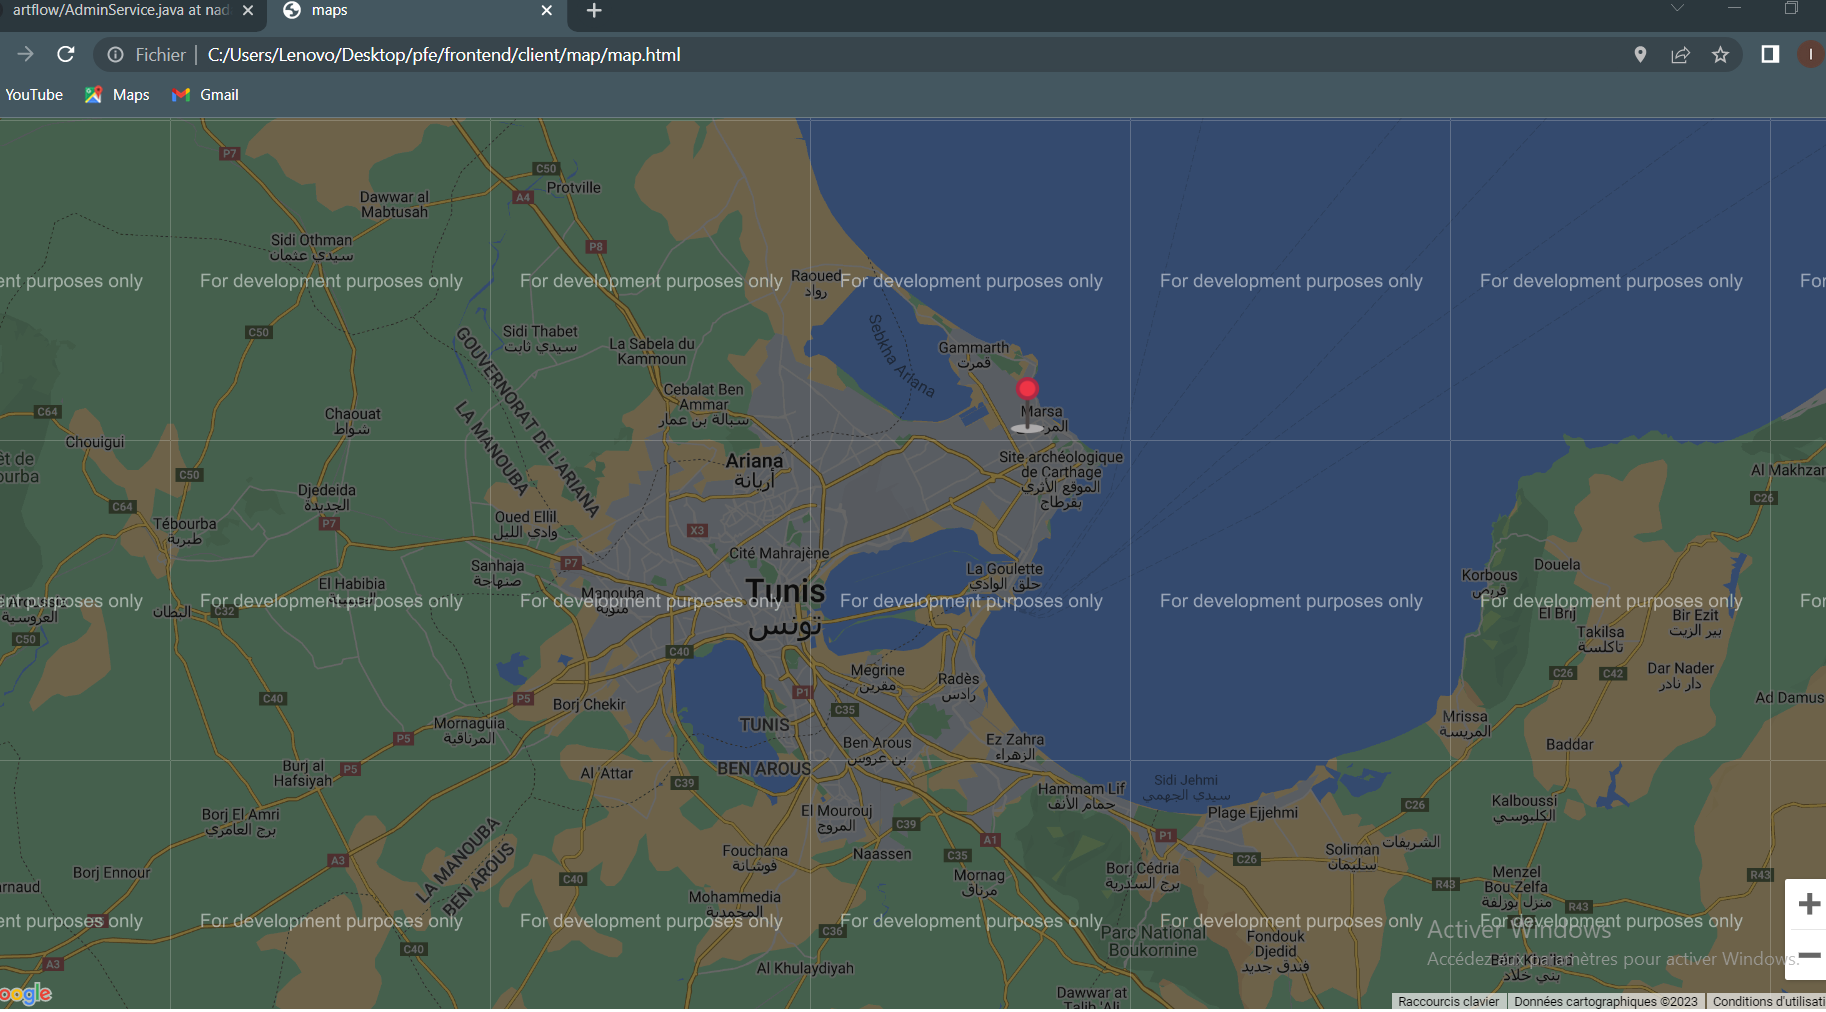 artflow/AdminService.java at nad
maps
Fichier
C:/Users/Lenovo/Desktop/pfe/frontend/client/map/map.html
YouTube
Maps
Gmail
P7
C50
A4
Protville
Dawwar al
Mabtusah
Sidi Othman
سيدي عثمان
P8
Raoued
رواد
ent purposes only
For development purposes only
For development purposes only
For development purposes only
For development purposes only
For development purposes only
For
C50
Sidi Thabet
سيدي ثابت
La Sabela du
Kammoun
Sebkha Ariana
Gammarth
قمرت
GOUVERNORAT DE L'ARIANA
LA MANOUBA
Cebalat Ben
Ammar
سبالة بن عمار
C64
Chaouat
شواط
Marsa
Chouigui
Ariana
أريانة
Site archéologique
de Carthage
الموقع الأثري
بقرطاج
Al Makhzar
C26
C50
Djedeida
الجديدة
C64
P7
Tébourba
طبربة
Oued Ellil
وادي الليل
X3
Cité Mahrajène
P7
Sanhaja
صنهاجة
La Goulette
حلق الوادي
Korbous
قربص
Douela
El Habibia
Manouba
منوبة
Tunis
تونس
ent purposes only
For development purposes only
For development purposes only
For development purposes only
For development purposes only
For development purposes only
For
العروسية
البطان
C32
C50
El Brij
Bir Ezit
بير الزيت
Takilsa
تاكلسة
C40
Megrine
مقرين
Radès
رادس
C26
C42
Dar Nader
دار نادر
Ad Damus
C40
P5
Borj Chekir
P1
C35
TUNIS
Mornaguia
المرناقية
P5
Ben Arous
بن عروس
Ez Zahra
الزهراء
Mrissa
المريسة
Baddar
Burj al
Hafsiyah
P5
Al 'Attar
BEN AROUS
C39
Hammam Lif
حمام الأنف
Sidi Jehmi
سيدي الجهمي
Plage Ejjehmi
C26
Kalboussi
الكلبوسي
Borj El Amri
برج العامري
El Mourouj
المروج
C39
A1
P1
LA MANOUBA
BEN AROUS
A3
Borj Ennour
Fouchana
فوشانة
Naassen
C35
Mornag
مرناق
C26
Soliman
سليمان
الشريفات
Borj Cédria
برج السدرية
R43
Menzel
Bou Zelfa
منزل بوزلفة
R43
R43
C40
Mohammedia
المحمدية
ent purposes only
For development purposes only
For development purposes only
For development purposes only
For development purposes only
For development purposes only
C36
Parc National
Boukornine
Fondouk
Djedid
فندق جديد
Activer Windows
Accédez aux paramètres pour activer Windows.
بني خلاد
C40
A3
Al Khulaydiyah
Dawwar at
Talib 'Ali
oogle
Raccourcis clavier
Données cartographiques ©2023
Conditions d'utilisati